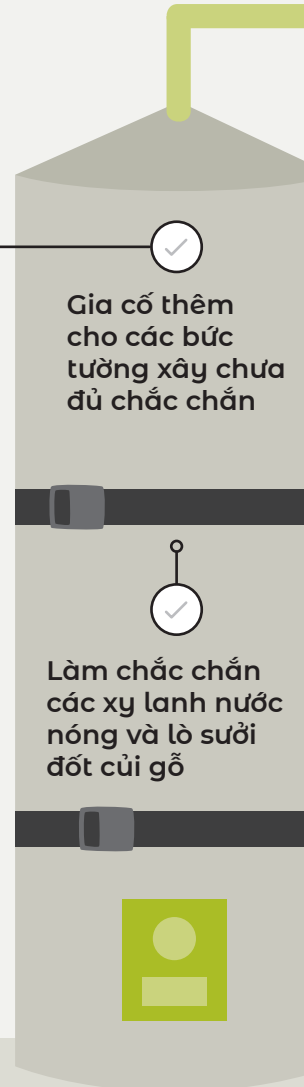 Gia cố thêm
cho các bức
tường xây chưa
đủ chắc chắn
Làm chắc chắn
các xy lanh nước
nóng và lò sưởi
đốt củi gỗ